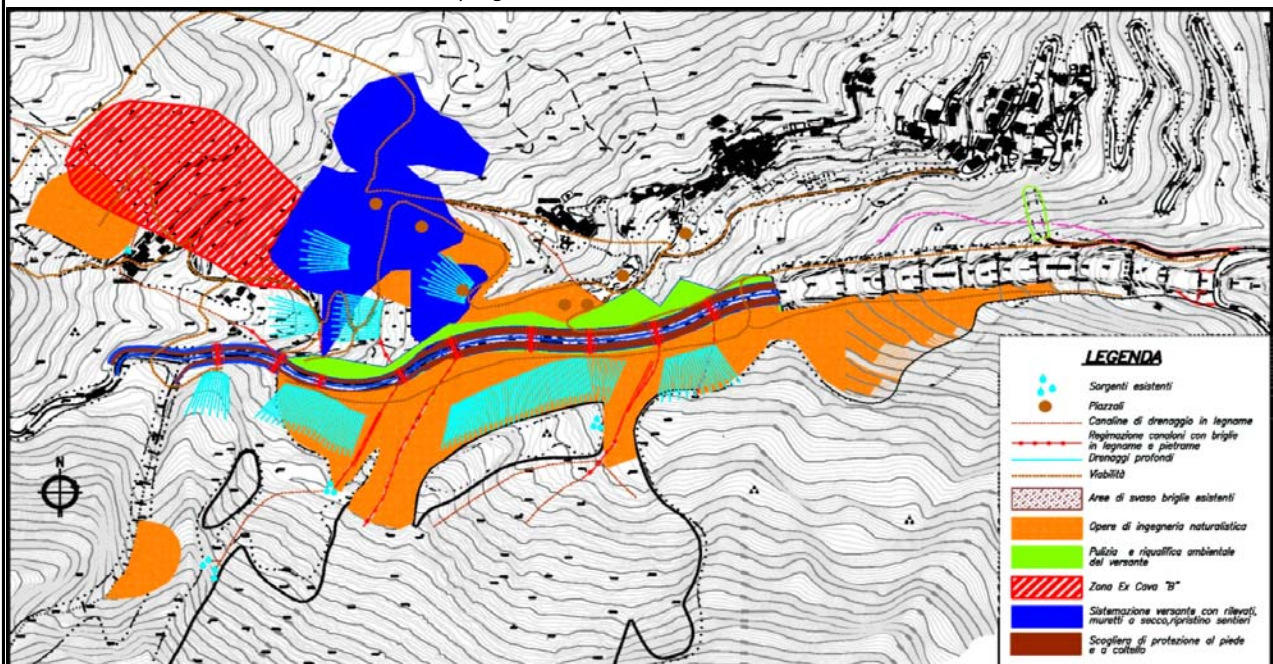 N
LEGENDA
Sorgenti esistenti
Piazzali
Canaline di drenaggio in legname
Regimazione canaloni con briglie
in legname e pietrame
Drenaggi profondi
Viabilità
Aree di svaso briglie esistenti
Opere di ingegneria naturalistica
Pulizia e riqualifica ambientale
del versante
Zona Ex Cava "B"
Sistemazione versante con rilevati,
muretti a secco,ripristino sentieri
Scogliera di protezione al piede
e a coltello